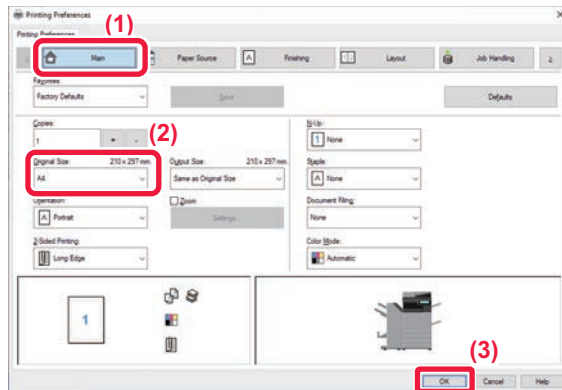 Printing Preferences
(1)
Printing Preferences
Main
Paper Source
Finishing
Layout
Job Handling
Favorites:
Factory Defaults
Save
Defaults
Copies:
1
+
-
(2)
N-Up:
1 None
Original Size: 210 x 297 mm.
A4
Output Size: 210 x 297 mm.
Same as Original Size
Staple:
A None
Orientation:
A Portrait
Zoom
Settings...
Document Filing:
None
2-Sided Printing:
Long Edge
Color Mode:
Automatic
1
(3)
OK
Cancel
Help